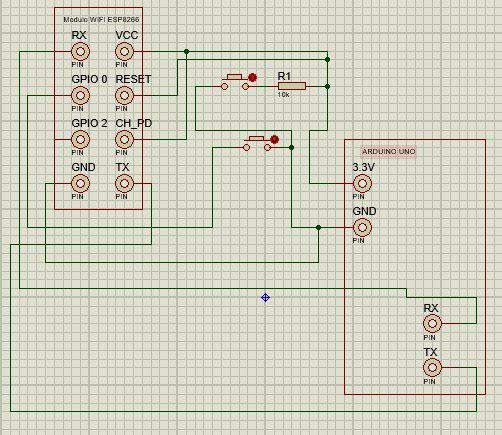 Modulo WIFI ESP8266
RX VCC
PIN PIN
GPIO 0 RESET
PIN PIN
GPIO 2 CH_PD
PIN PIN
GND TX
PIN PIN
R1
10k
ARDUINO UNO
3.3V
PIN
GND
PIN
RX
PIN
TX
PIN